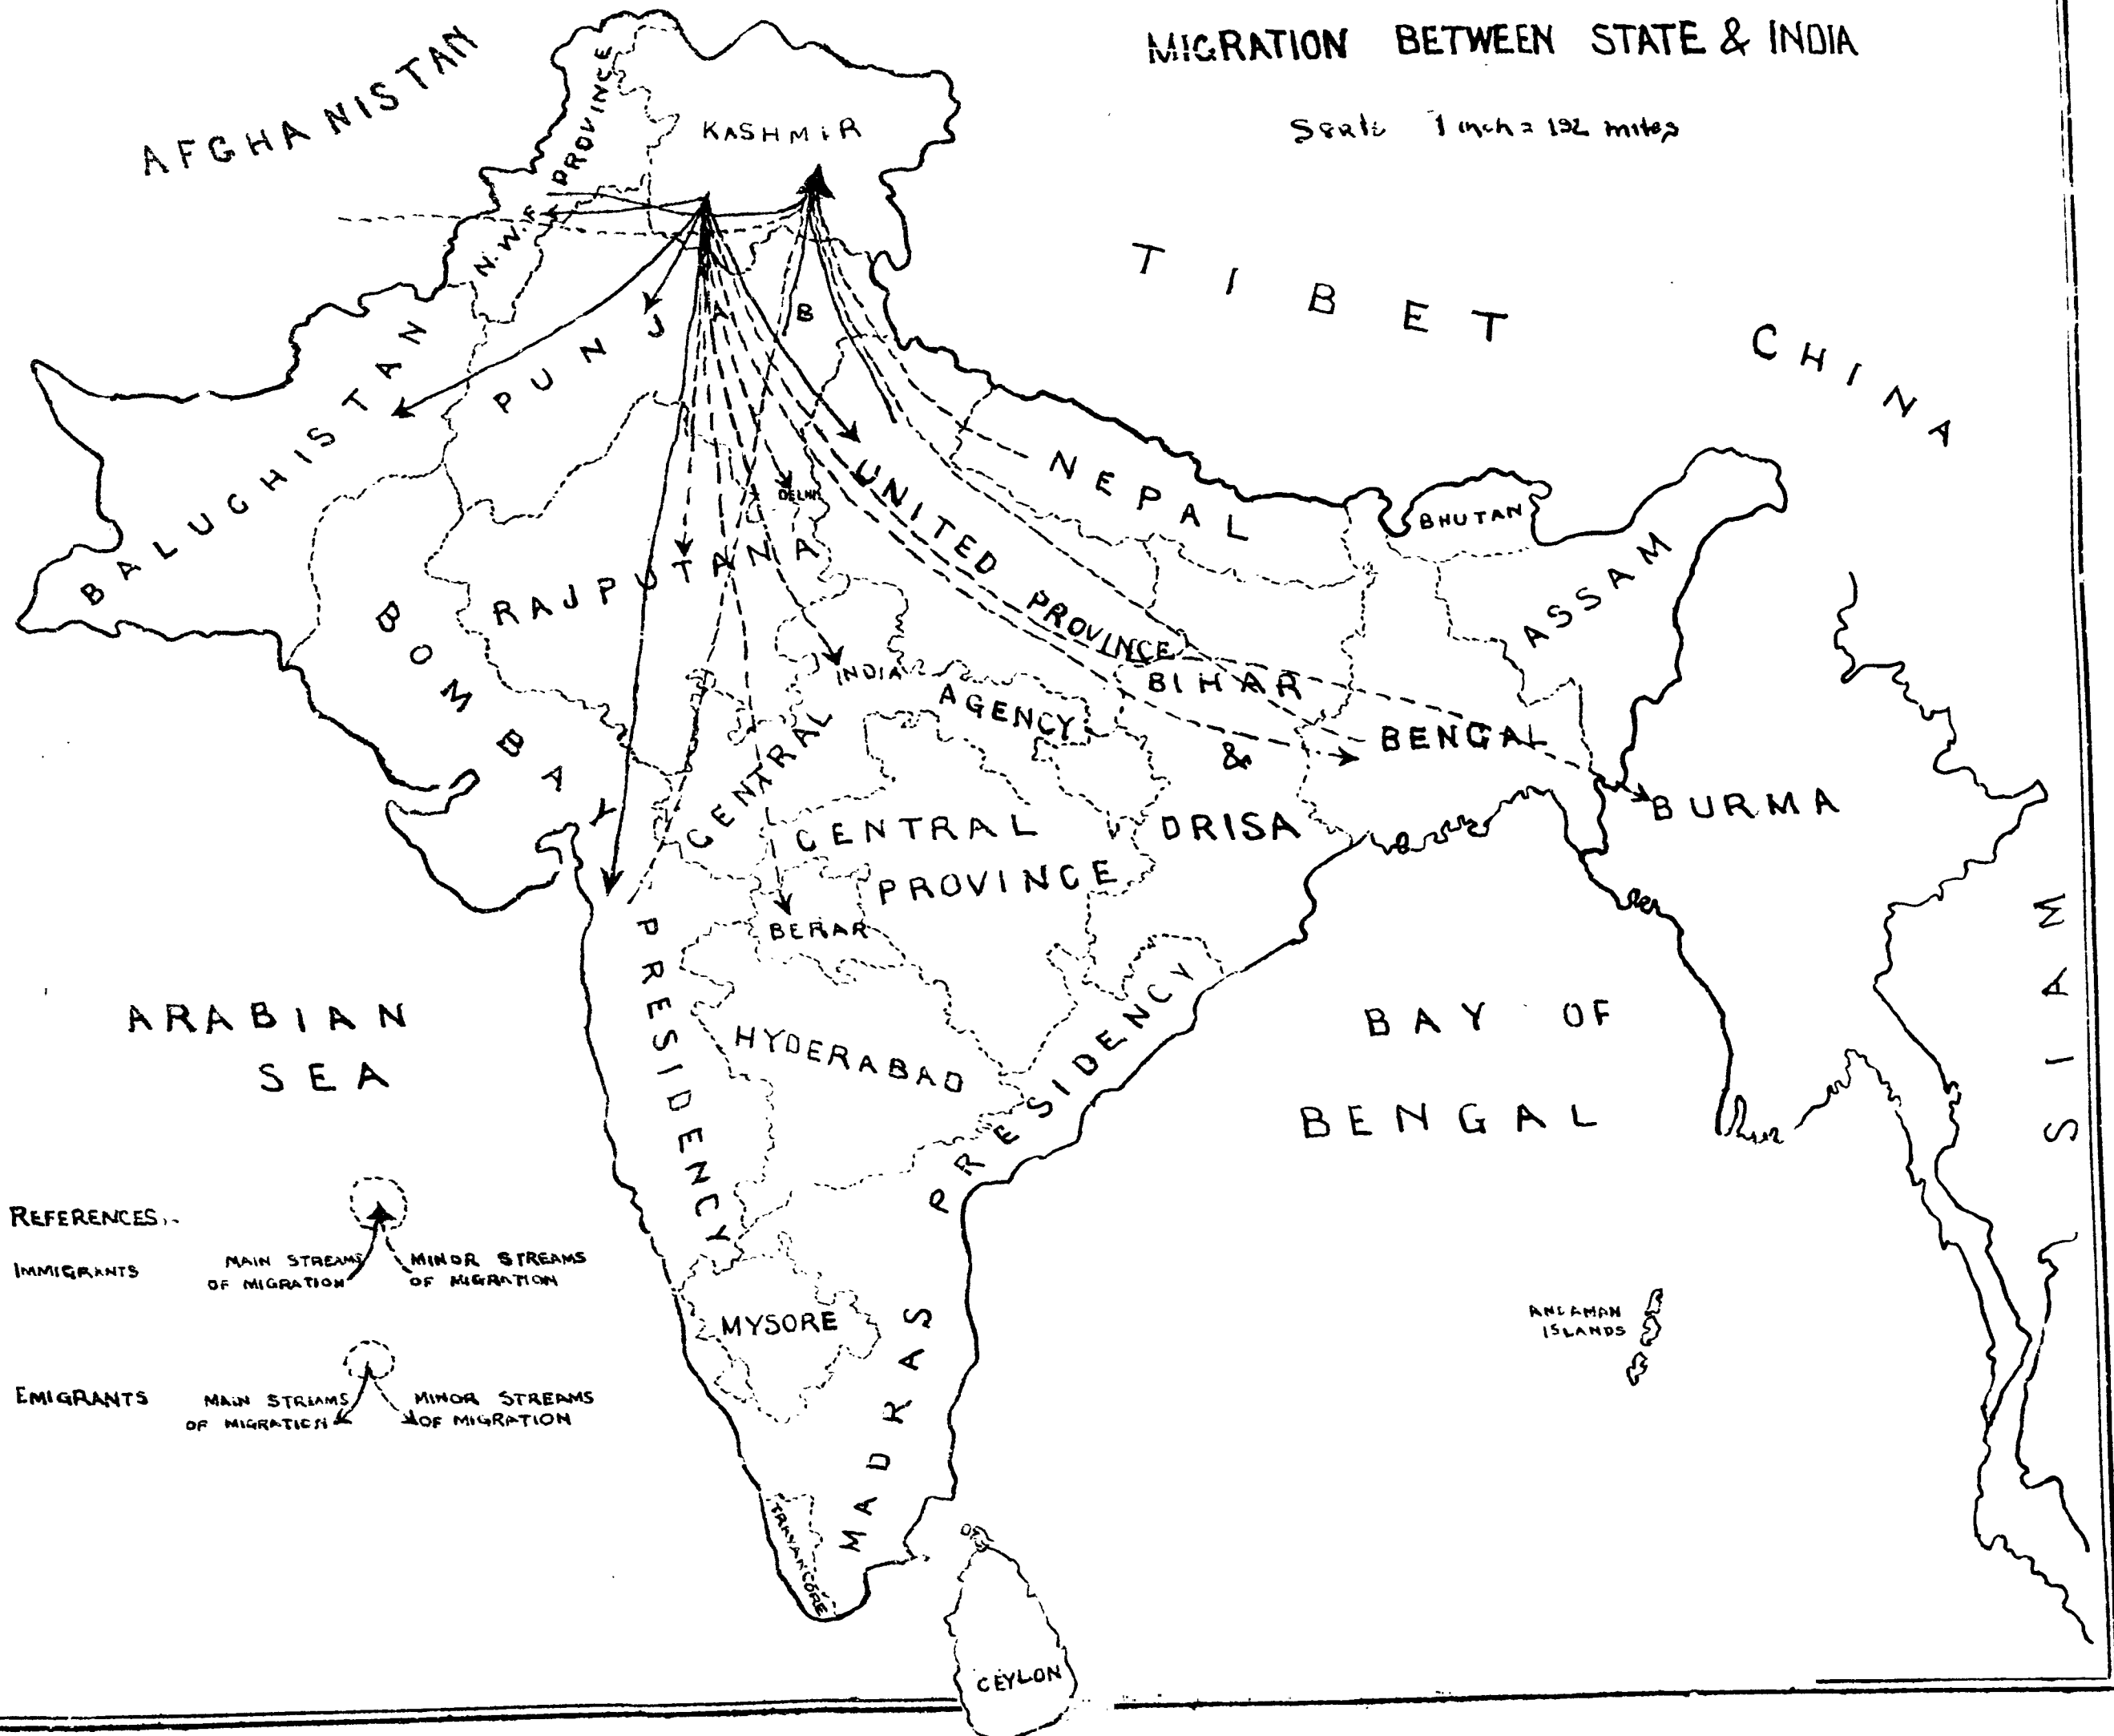 MIGRATION BETWEEN STATE & INDIA
1 inch = 192 miles
AFGHANISTAN
N.W.F. PROVINCE
KASHMIR
TIBET
CHINA
PUNJAB
BALUCHISTAN
DELHI
UNITED
PROVINCE
NEPAL
BHUTAN
ASSAM
RAJPUTANA
BOMBAY
PRESIDENCY
CENTRAL
INDIA
AGENCY
BIHAR
&
ORISA
BENGAL
BURMA
CENTRAL
PROVINCE
BERAR
SIAM
HYDERABAD
ARABIAN
SEA
BAY OF
BENGAL
MADRAS PRESIDENCY
MYSORE
TRAVANCORE
ANDAMAN
ISLANDS
CEYLON
REFERENCES.-
IMMIGRANTS
MAIN STREAMS
OF MIGRATION
MINOR STREAMS
OF MIGRATION
EMIGRANTS
MAIN STREAMS
OF MIGRATION
MINOR STREAMS
OF MIGRATION